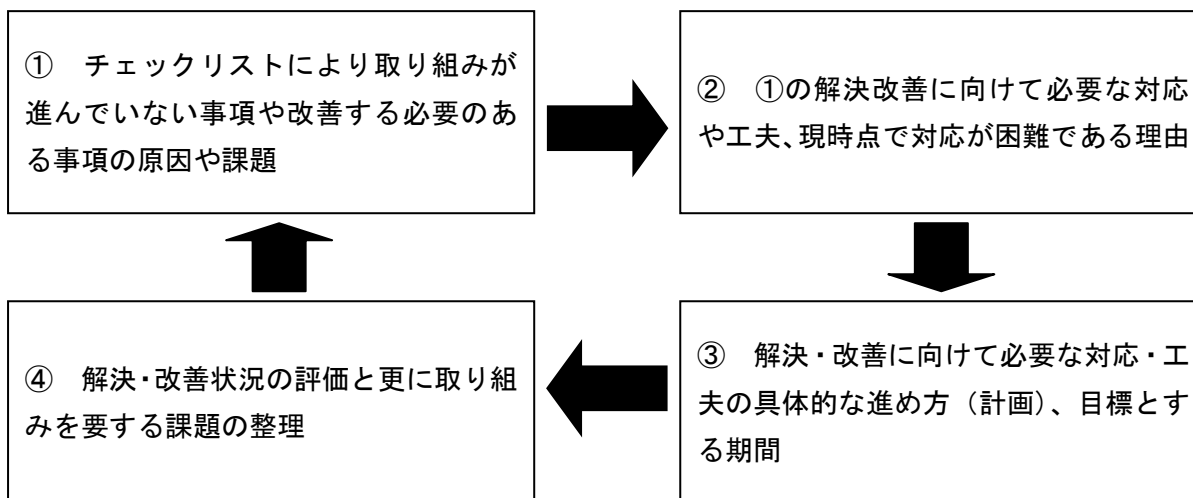 ①　チェックリストにより取り組みが
進んでいない事項や改善する必要のあ
る事項の原因や課題
②　①の解決改善に向けて必要な対応
や工夫、現時点で対応が困難である理由
③　解決・改善に向けて必要な対応・工
夫の具体的な進め方（計画）、目標とす
る期間
④　解決・改善状況の評価と更に取り組
みを要する課題の整理